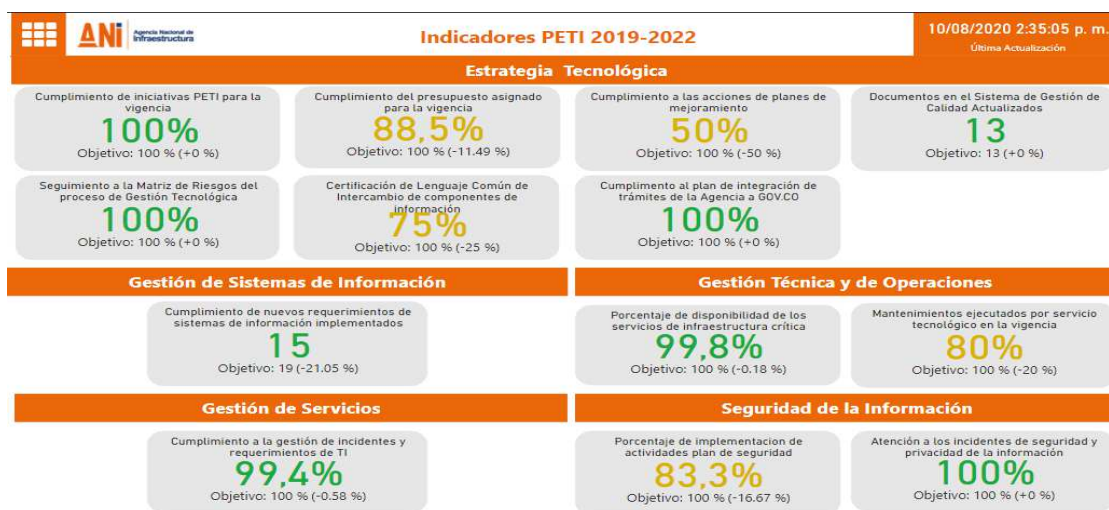 ANi
Agencia Nacional de
Infraestructura
Indicadores PETI 2019-2022
10/08/2020 2:35:05 p. m.
Última Actualización
Estrategia Tecnológica
Cumplimiento de iniciativas PETI para la
vigencia
100%
Objetivo: 100 % (+0 %)
Cumplimiento del presupuesto asignado
para la vigencia
88,5%
Objetivo: 100 % (-11.49 %)
Cumplimiento a las acciones de planes de
mejoramiento
50%
Objetivo: 100 % (-50 %)
Documentos en el Sistema de Gestión de
Calidad Actualizados
13
Objetivo: 13 (+0 %)
Seguimiento a la Matriz de Riesgos del
proceso de Gestión Tecnológica
100%
Objetivo: 100 % (+0 %)
Certificación de Lenguaje Común de
Intercambio de componentes de
información
75%
Objetivo: 100 % (-25 %)
Cumplimento al plan de integración de
trámites de la Agencia a GOV.CO
100%
Objetivo: 100 % (+0 %)
Gestión de Sistemas de Información
Cumplimiento de nuevos requerimientos de
sistemas de información implementados
15
Objetivo: 19 (-21.05 %)
Gestión Técnica y de Operaciones
Porcentaje de disponibilidad de los
servicios de infraestructura crítica
99,8%
Objetivo: 100 % (-0.18 %)
Mantenimientos ejecutados por servicio
tecnológico en la vigencia
80%
Objetivo: 100 % (-20 %)
Gestión de Servicios
Cumplimiento a la gestión de incidentes y
requerimientos de TI
99,4%
Objetivo: 100 % (-0.58 %)
Seguridad de la Información
Porcentaje de implementacion de
actividades plan de seguridad
83,3%
Objetivo: 100 % (-16.67 %)
Atención a los incidentes de seguridad y
privacidad de la información
100%
Objetivo: 100 % (+0 %)